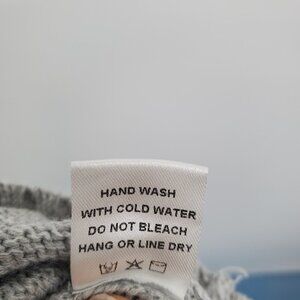 HAND WASH
WITH COLD WATER
DO NOT BLEACH
HANG OR LINE DRY